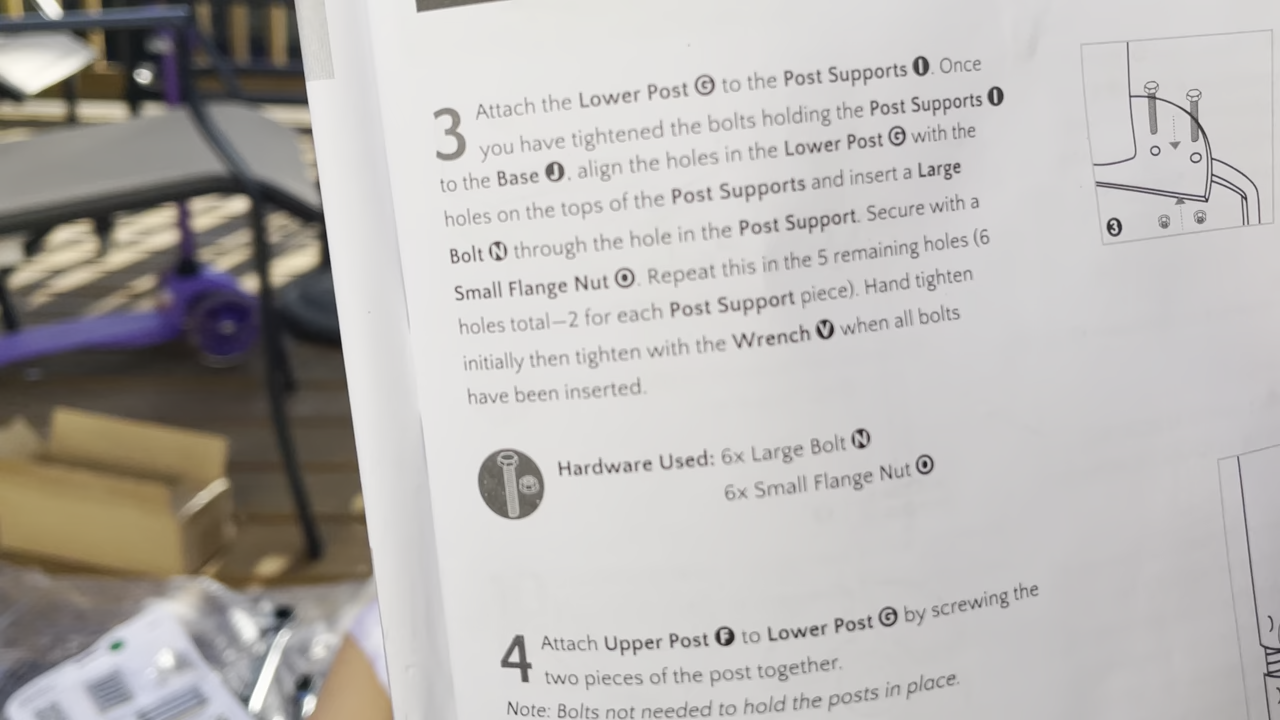 3 Attach the Lower Post G to the Post Supports I. Once
you have tightened the bolts holding the Post Supports I
to the Base J, align the holes in the Lower Post G with the
holes on the tops of the Post Supports and insert a Large
Bolt N through the hole in the Post Support. Secure with a
Small Flange Nut O. Repeat this in the 5 remaining holes (6
holes total—2 for each Post Support piece). Hand tighten
initially then tighten with the Wrench V when all bolts
have been inserted.
Hardware Used: 6x Large Bolt N
6x Small Flange Nut O
4 Attach Upper Post F to Lower Post G by screwing the
two pieces of the post together.
Note: Bolts not needed to hold the posts in place.
3